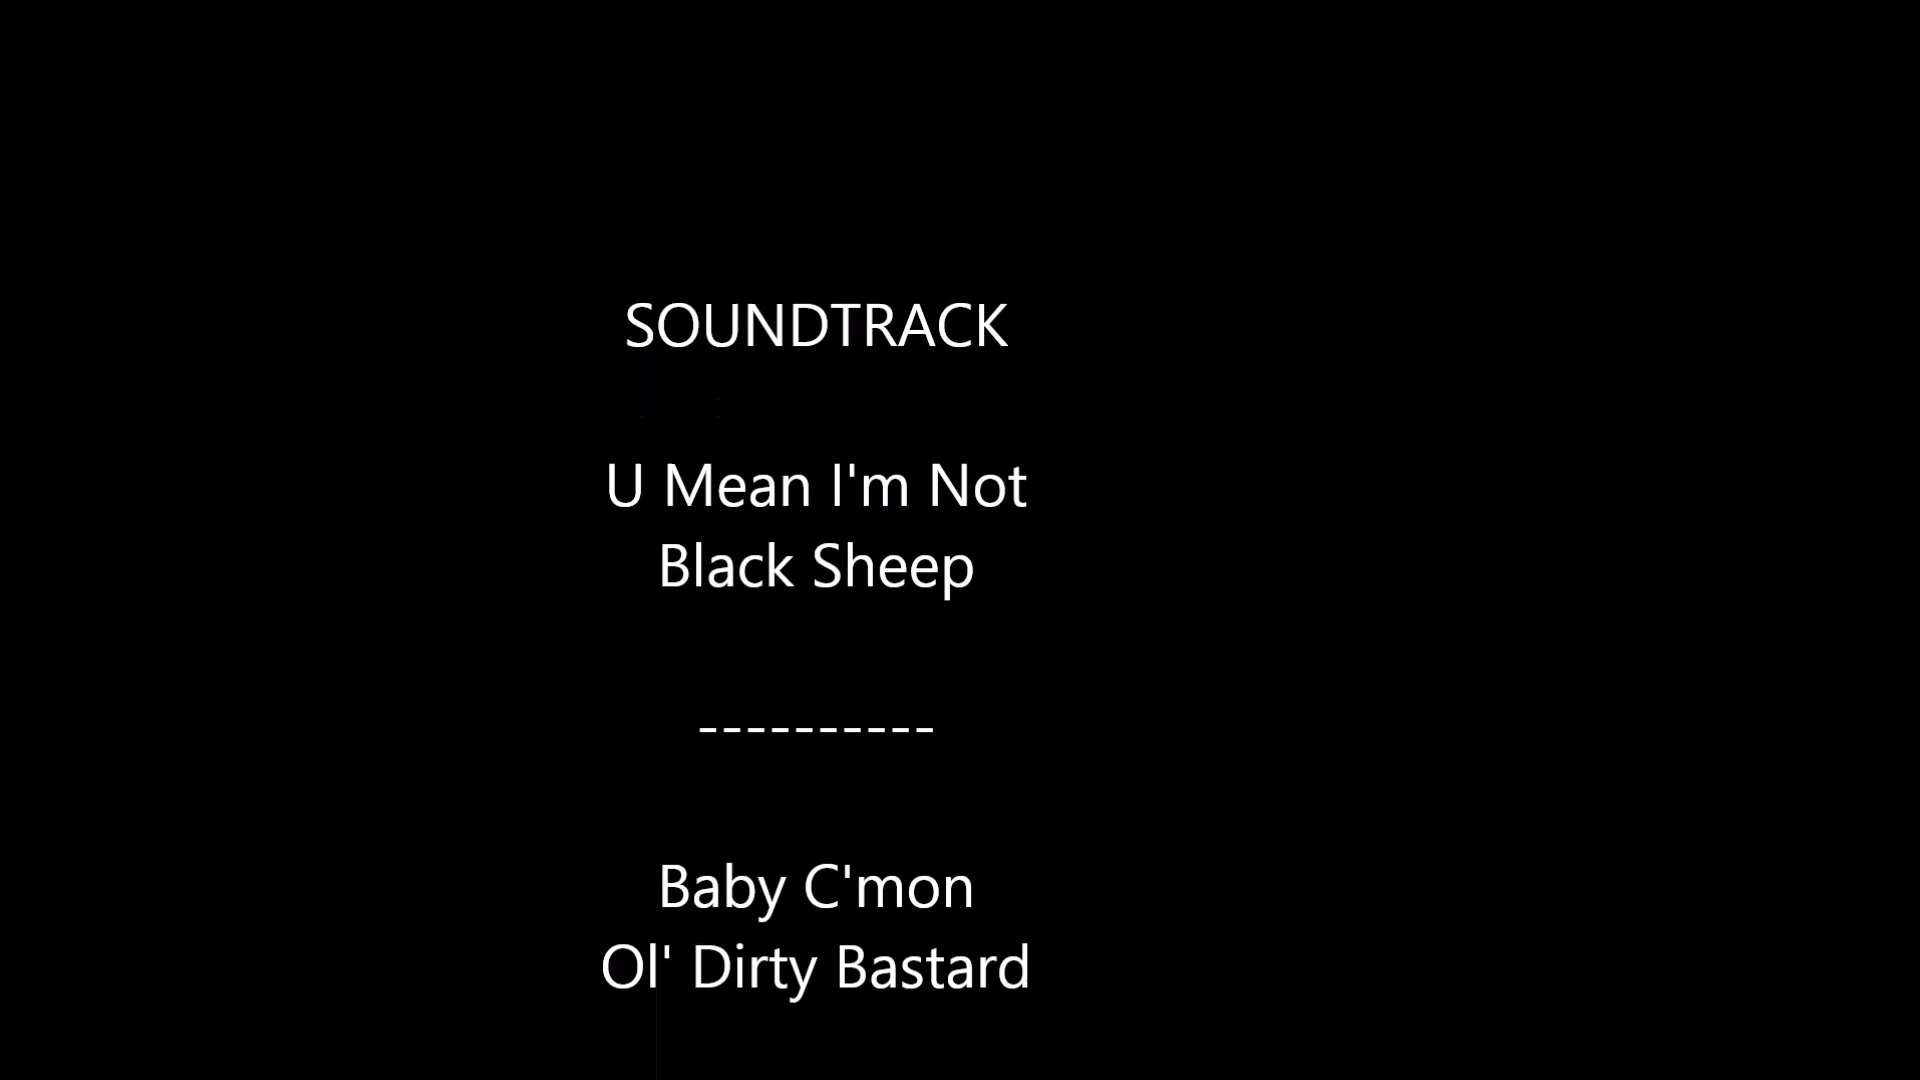 SOUNDTRACK
U Mean I'm Not
Black Sheep
----------
Baby C'mon
Ol' Dirty Bastard